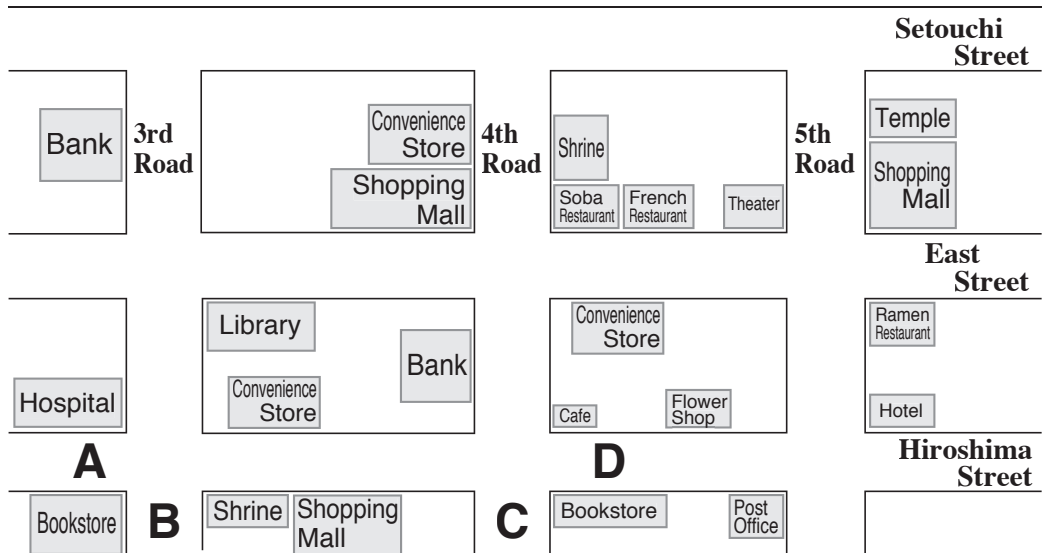 Setouchi
Street
Bank
3rd
Road
Convenience
Store
Shopping
Mall
4th
Road
Shrine
Soba
Restaurant
French
Restaurant
Theater
5th
Road
Temple
Shopping
Mall
East
Street
Hospital
Library
Convenience
Store
Bank
Convenience
Store
Cafe
Flower
Shop
Ramen
Restaurant
Hotel
A
D
Hiroshima
Street
Bookstore
B
Shrine
Shopping
Mall
C
Bookstore
Post
Office